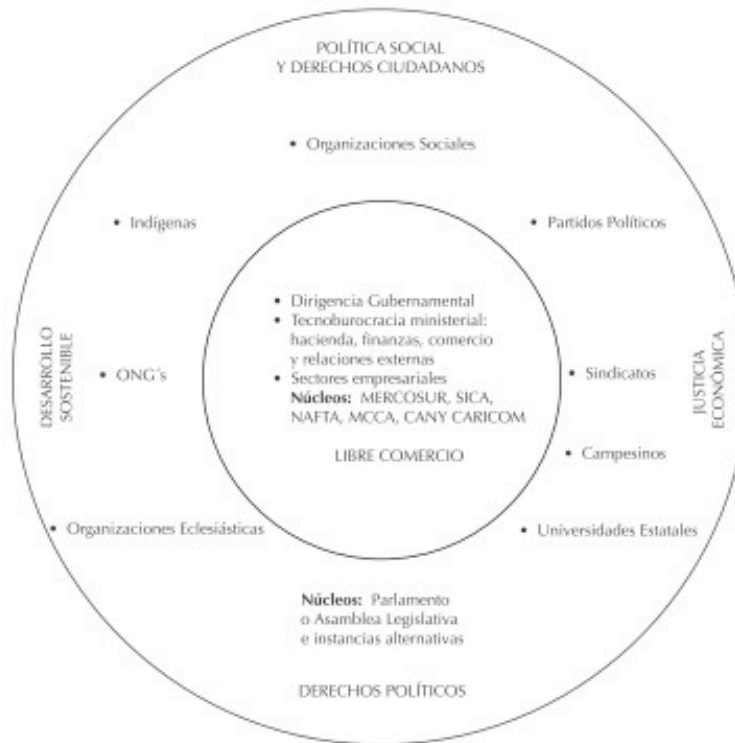 POLÍTICA SOCIAL
Y DERECHOS CIUDADANOS
• Organizaciones Sociales
• Indígenas
• Partidos Políticos
• Dirigencia Gubernamental
• Tecnoburocracia ministerial:
hacienda, finanzas, comercio
y relaciones externas
• Sectores empresariales
Núcleos: MERCOSUR, SICA,
NAFTA, MCCA, CANY CARICOM
LIBRE COMERCIO
DESARROLLO
SOSTENIBLE
• ONG´s
• Sindicatos
JUSTICIA
ECONÓMICA
• Campesinos
• Organizaciones Eclesiásticas
• Universidades Estatales
Núcleos: Parlamento
o Asamblea Legislativa
e instancias alternativas
DERECHOS POLÍTICOS